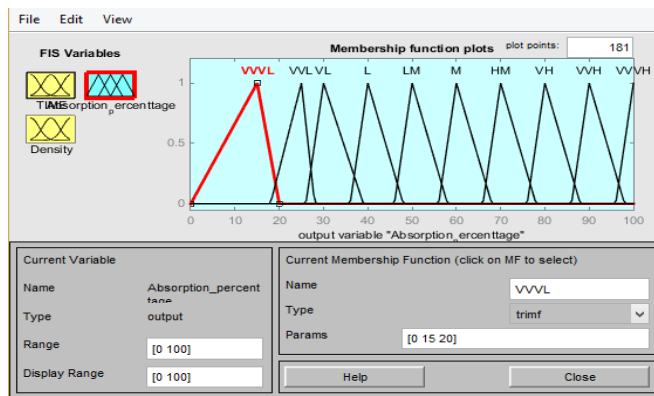 File Edit View
FIS Variables
Membership function plots
plot points:
181
VVVL VVL VL L LM M HM VH VVH VVVH
1
0.5
0
0 10 20 30 40 50 60 70 80 90 100
Absorption_percenttage
Density
output variable "Absorption_percenttage"
Current Variable
Name Absorption_percent
tage
Type output
Range [0 100]
Display Range [0 100]
Current Membership Function (click on MF to select)
Name VVVL
Type trimf
Params [0 15 20]
Help Close